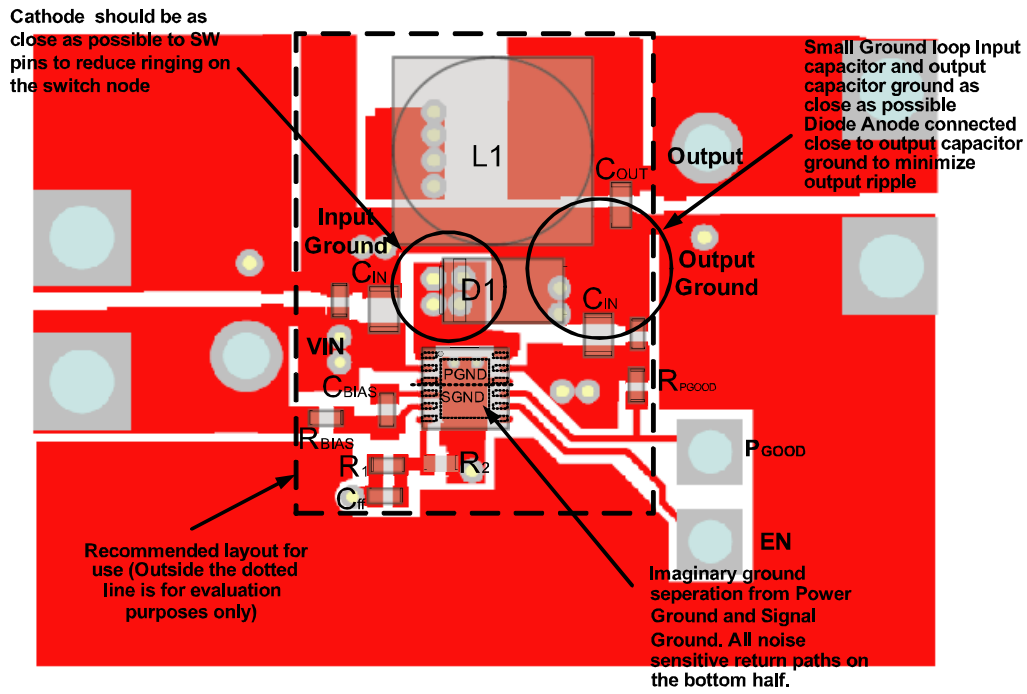 Cathode should be as
close as possible to SW
pins to reduce ringing on
the switch node
Small Ground loop Input
capacitor and output
capacitor ground as
close as possible
Diode Anode connected
close to output capacitor
ground to minimize
output ripple
L1
COUT
Output
Input
Ground
CIN
D1
CIN
Output
Ground
VIN
PGND
SGND
CBIAS
RPGOOD
RBIAS
R1
R2
Cff
PGOOD
EN
Recommended layout for
use (Outside the dotted
line is for evaluation
purposes only)
Imaginary ground
seperation from Power
Ground and Signal
Ground. All noise
sensitive return paths on
the bottom half.